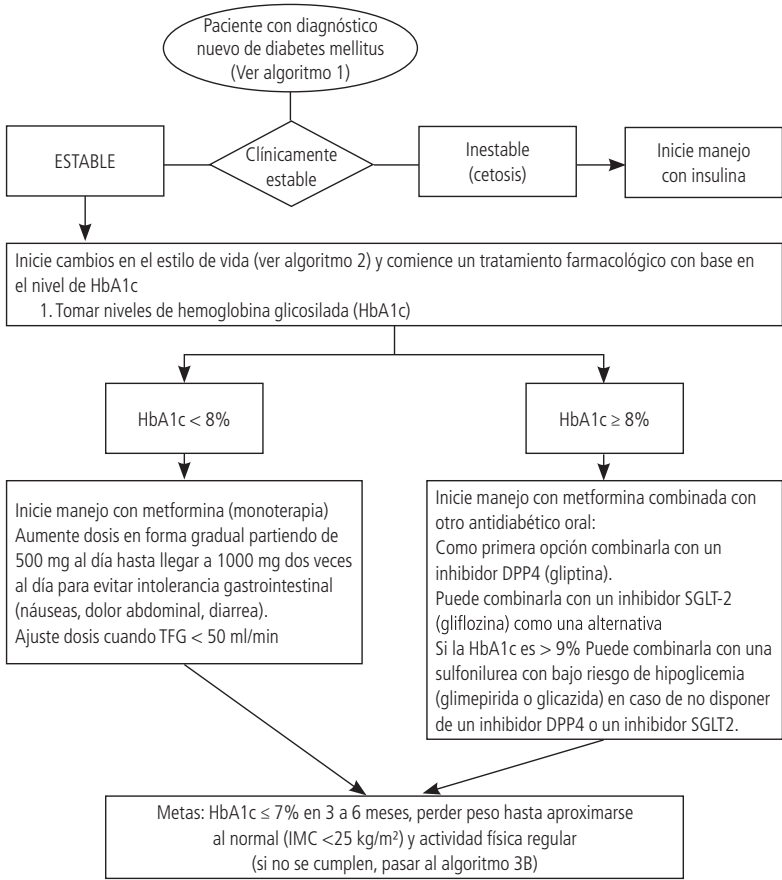 Paciente con diagnóstico
nuevo de diabetes mellitus
(Ver algoritmo 1)
ESTABLE
Clínicamente
estable
Inestable
(cetosis)
Inicie manejo
con insulina
Inicie cambios en el estilo de vida (ver algoritmo 2) y comience un tratamiento farmacológico con base en
el nivel de HbA1c
1. Tomar niveles de hemoglobina glicosilada (HbA1c)
HbA1c < 8%
HbA1c ≥ 8%
Inicie manejo con metformina (monoterapia)
Aumente dosis en forma gradual partiendo de
500 mg al día hasta llegar a 1000 mg dos veces
al día para evitar intolerancia gastrointestinal
(náuseas, dolor abdominal, diarrea).
Ajuste dosis cuando TFG < 50 ml/min
Inicie manejo con metformina combinada con
otro antidiabético oral:
Como primera opción combinarla con un
inhibidor DPP4 (gliptina).
Puede combinarla con un inhibidor SGLT-2
(gliflozina) como una alternativa
Si la HbA1c es > 9% Puede combinarla con una
sulfonilurea con bajo riesgo de hipoglicemia
(glimepirida o glicazida) en caso de no disponer
de un inhibidor DPP4 o un inhibidor SGLT2.
Metas: HbA1c ≤ 7% en 3 a 6 meses, perder peso hasta aproximarse
al normal (IMC <25 kg/m²) y actividad física regular
(si no se cumplen, pasar al algoritmo 3B)